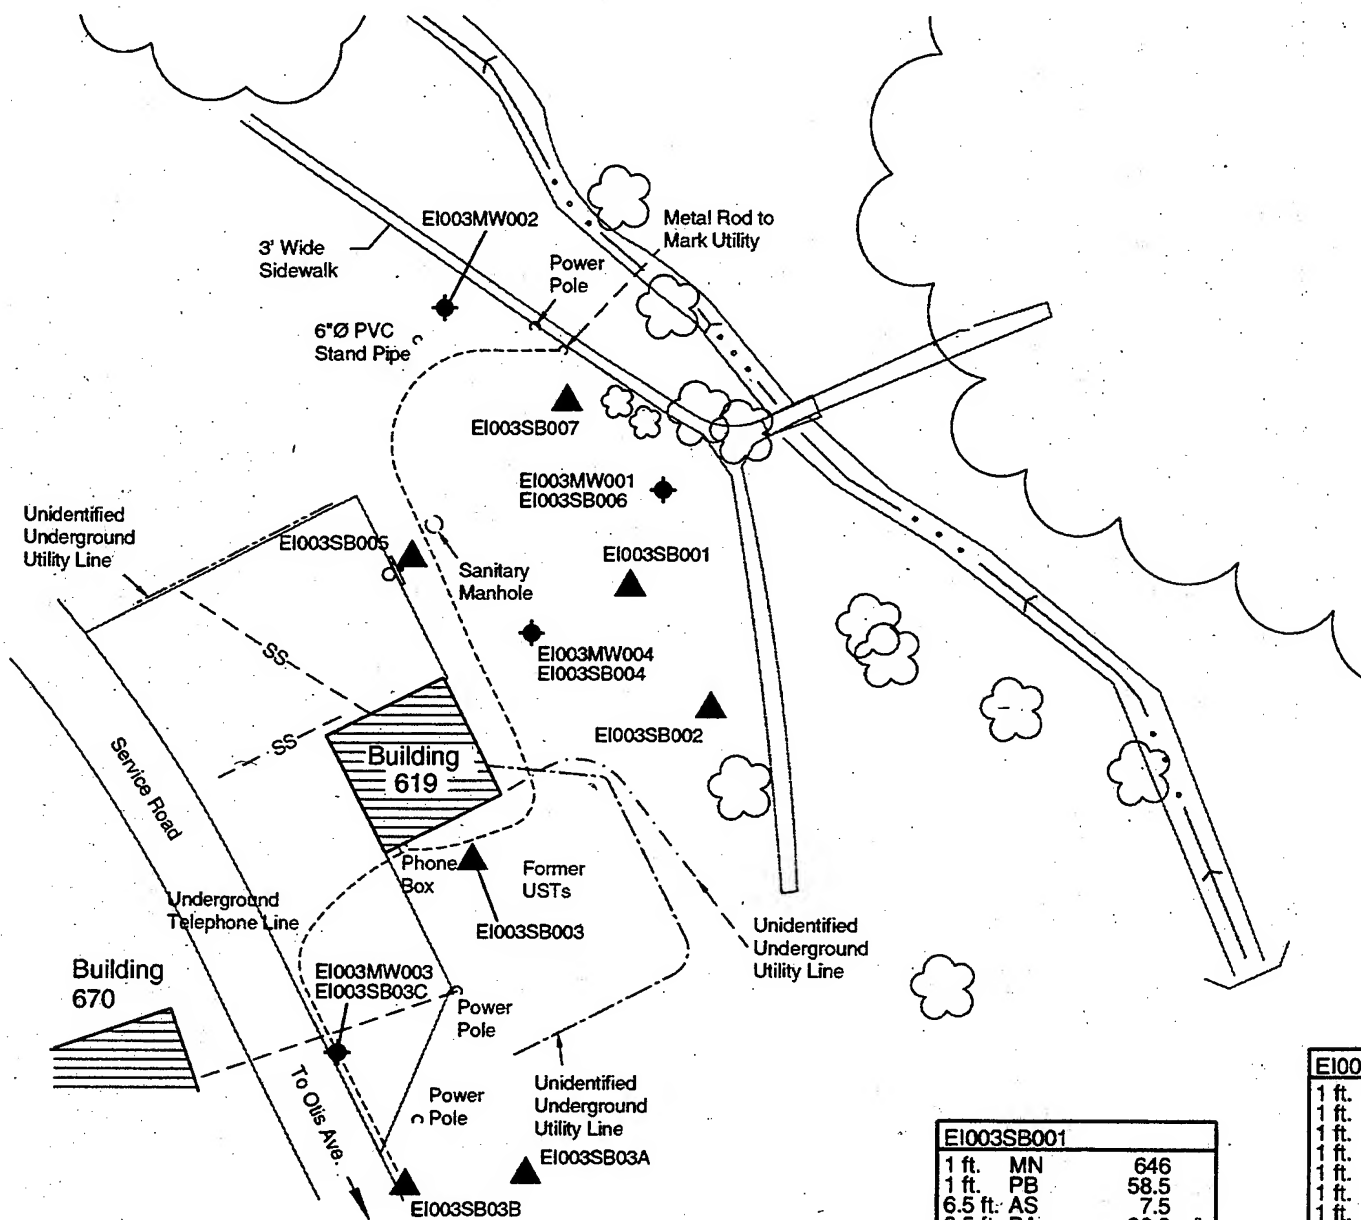 EI003MW002
Metal Rod to
Mark Utility
3' Wide
Sidewalk
Power
Pole
6"Ø PVC
Stand Pipe
EI003SB007
EI003MW001
EI003SB006
Unidentified
Underground
Utility Line
EI003SB005
EI003SB001
Sanitary
Manhole
SS
EI003MW004
EI003SB004
EI003SB002
SS
Building
619
Service Road
Phone
Box
Former
USTs
Underground
Telephone Line
EI003SB003
Unidentified
Underground
Utility Line
Building
670
EI003MW003
EI003SB03C
Power
Pole
To Otis Ave.
Power
Pole
Unidentified
Underground
Utility Line
EI003SB03A
EI003SB03B
EI003SB001
1 ft. MN 646
1 ft. PB 58.5
6.5 ft. AS 7.5
EI00
1 ft.
1 ft.
1 ft.
1 ft.
1 ft.
1 ft.
1 ft.